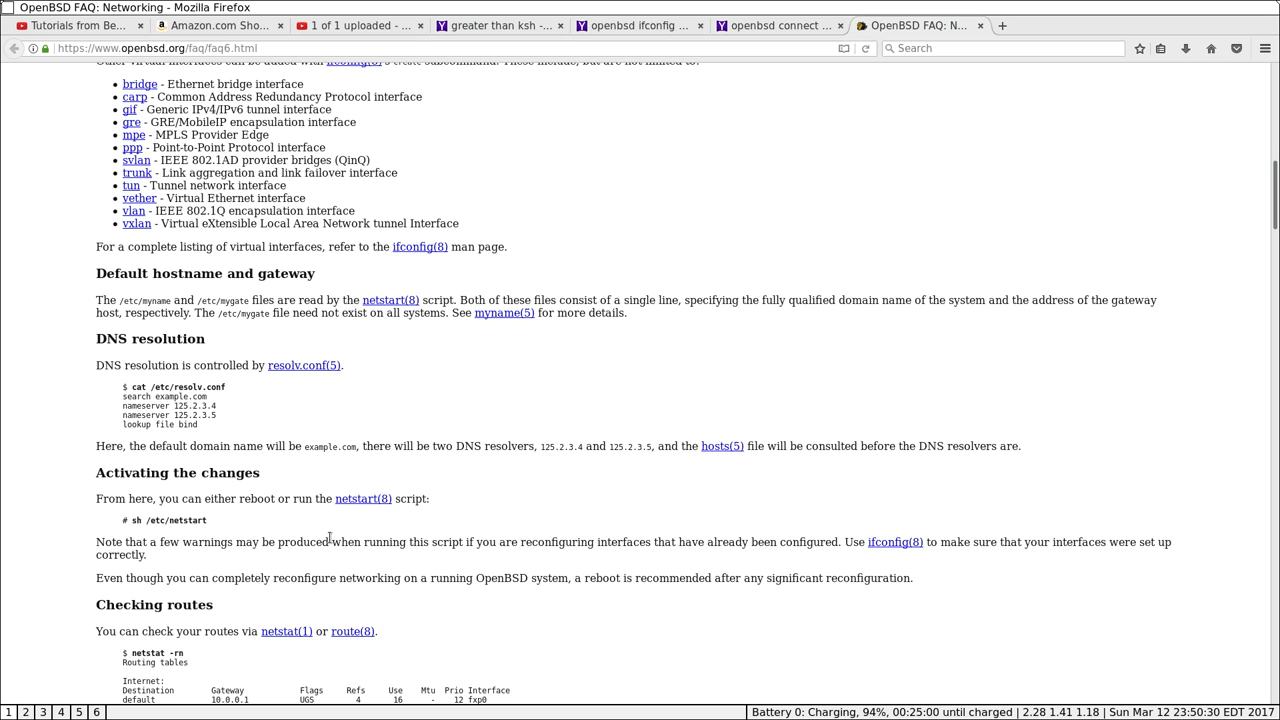 OpenBSD FAQ: Networking - Mozilla Firefox
Tutorials from Be...
Amazon.com Sho...
1 of 1 uploaded - ...
greater than ksh -...
openbsd ifconfig ...
openbsd connect ...
OpenBSD FAQ: N...
https://www.openbsd.org/faq/faq6.html
Search
Other virtual interfaces can be added with ifconfig(8)'s create subcommand. These include, but are not limited to:
• bridge - Ethernet bridge interface
• carp - Common Address Redundancy Protocol interface
• gif - Generic IPv4/IPv6 tunnel interface
• gre - GRE/MobileIP encapsulation interface
• mpe - MPLS Provider Edge
• ppp - Point-to-Point Protocol interface
• svlan - IEEE 802.1AD provider bridges (QinQ)
• trunk - Link aggregation and link failover interface
• tun - Tunnel network interface
• vether - Virtual Ethernet interface
• vlan - IEEE 802.1Q encapsulation interface
• vxlan - Virtual eXtensible Local Area Network tunnel Interface
For a complete listing of virtual interfaces, refer to the ifconfig(8) man page.
Default hostname and gateway
The /etc/myname and /etc/mygate files are read by the netstart(8) script. Both of these files consist of a single line, specifying the fully qualified domain name of the system and the address of the gateway
host, respectively. The /etc/mygate file need not exist on all systems. See myname(5) for more details.
DNS resolution
DNS resolution is controlled by resolv.conf(5).
$ cat /etc/resolv.conf
search example.com
nameserver 125.2.3.4
nameserver 125.2.3.5
lookup file bind
Here, the default domain name will be example.com, there will be two DNS resolvers, 125.2.3.4 and 125.2.3.5, and the hosts(5) file will be consulted before the DNS resolvers are.
Activating the changes
From here, you can either reboot or run the netstart(8) script:
# sh /etc/netstart
Note that a few warnings may be produced when running this script if you are reconfiguring interfaces that have already been configured. Use ifconfig(8) to make sure that your interfaces were set up
correctly.
Even though you can completely reconfigure networking on a running OpenBSD system, a reboot is recommended after any significant reconfiguration.
Checking routes
You can check your routes via netstat(1) or route(8).
$ netstat -rn
Routing tables
Internet:
Destination Gateway Flags Refs Use Mtu Prio Interface
default 10.0.0.1 UGS 4 16 - 12 fxp0
1 2 3 4 5 6
Battery 0: Charging, 94%, 00:25:00 until charged | 2.28 1.41 1.18 | Sun Mar 12 23:50:30 EDT 2017